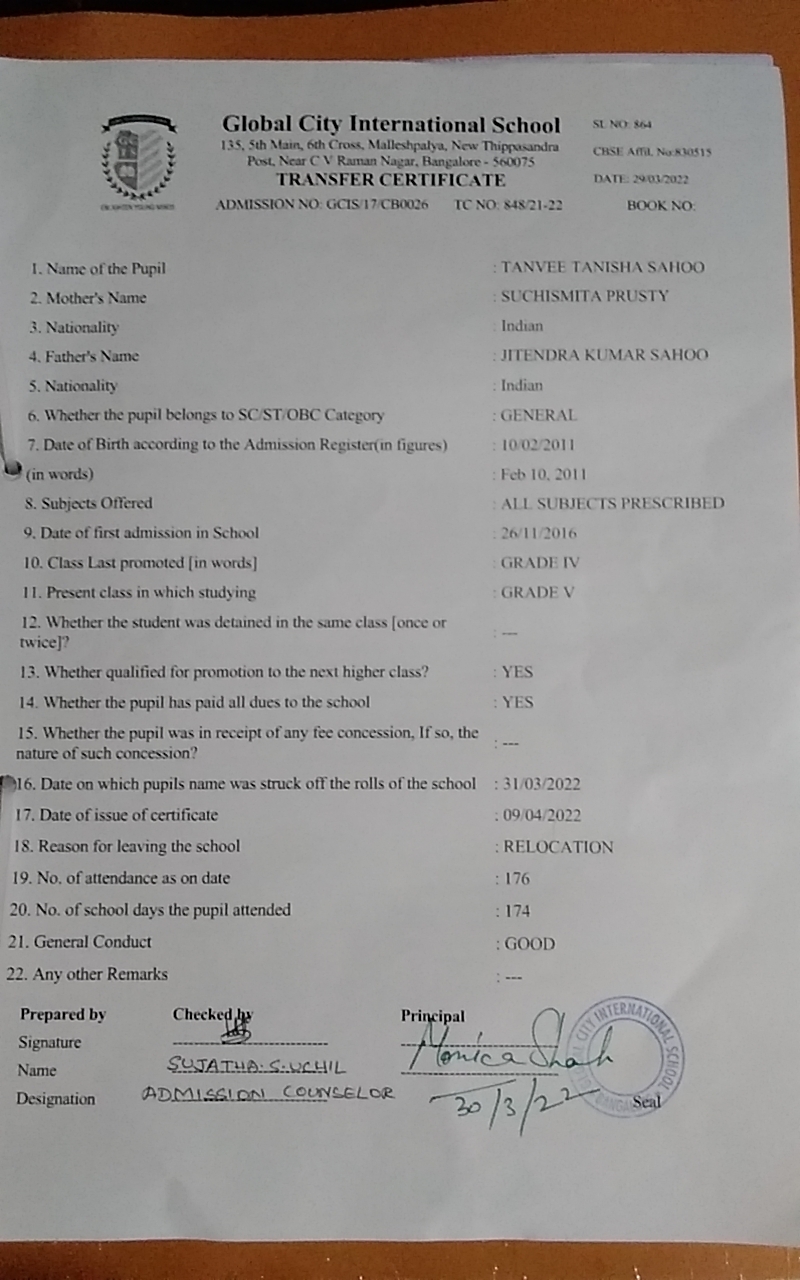 Global City International School
135, 5th Main, 6th Cross, Malleshpalya, New Thippasandra
Post, Near C V Raman Nagar, Bangalore - 560075
TRANSFER CERTIFICATE
SL NO: 864
CBSE Affil. No:830515
DATE: 29/03/2022
ADMISSION NO: GCIS/17/CB0026 TC NO: 848/21-22 BOOK NO:
1. Name of the Pupil : TANVEE TANISHA SAHOO
2. Mother's Name : SUCHISMITA PRUSTY
3. Nationality : Indian
4. Father's Name : JITENDRA KUMAR SAHOO
5. Nationality : Indian
6. Whether the pupil belongs to SC/ST/OBC Category : GENERAL
7. Date of Birth according to the Admission Register(in figures) : 10/02/2011
(in words) : Feb 10, 2011
8. Subjects Offered : ALL SUBJECTS PRESCRIBED
9. Date of first admission in School : 26/11/2016
10. Class Last promoted [in words] : GRADE IV
11. Present class in which studying : GRADE V
12. Whether the student was detained in the same class [once or
twice]? : ---
13. Whether qualified for promotion to the next higher class? : YES
14. Whether the pupil has paid all dues to the school : YES
15. Whether the pupil was in receipt of any fee concession, If so, the
nature of such concession? : ---
16. Date on which pupils name was struck off the rolls of the school : 31/03/2022
17. Date of issue of certificate : 09/04/2022
18. Reason for leaving the school : RELOCATION
19. No. of attendance as on date : 176
20. No. of school days the pupil attended : 174
21. General Conduct : GOOD
22. Any other Remarks : ---
Prepared by Checked by Principal
Signature
Monica Shah
Name SUJATHA.S.UCHIL
Designation ADMISSION COUNSELOR
30/3/22
Seal
CITY INTERNATIONAL SCHOOL